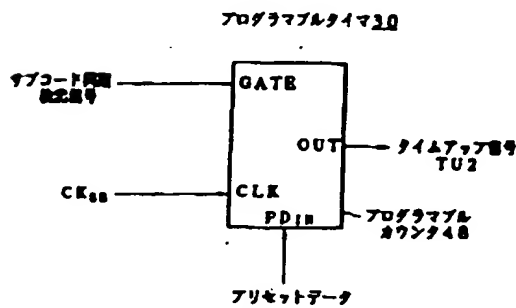 プログラマブルタイマ30
サブコード同期
検出信号
GATE
OUT
タイムアップ信号
TU2
CK
CLK
PDIN
プログラマブル
カウンタ48
プリセットデータ